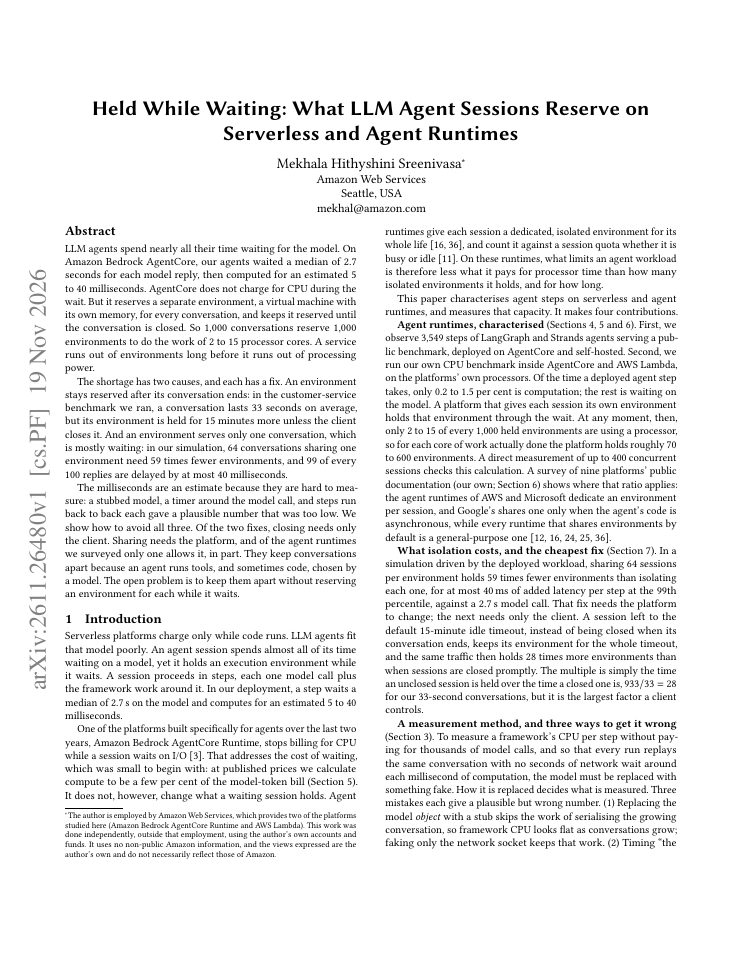 Held While Waiting: What LLM Agent Sessions Reserve on
Serverless and Agent Runtimes
Mekhala Hithyshini Sreenivasa*
Amazon Web Services
Seattle, USA
mekhal@amazon.com
arXiv:2611.26480v1 [cs.PF] 19 Nov 2026
Abstract
LLM agents spend nearly all their time waiting for the model. On
Amazon Bedrock AgentCore, our agents waited a median of 2.7
seconds for each model reply, then computed for an estimated 5
to 40 milliseconds. AgentCore does not charge for CPU during the
wait. But it reserves a separate environment, a virtual machine with
its own memory, for every conversation, and keeps it reserved until
the conversation is closed. So 1,000 conversations reserve 1,000
environments to do the work of 2 to 15 processor cores. A service
runs out of environments long before it runs out of processing
power.
The shortage has two causes, and each has a fix. An environment
stays reserved after its conversation ends: in the customer-service
benchmark we ran, a conversation lasts 33 seconds on average,
but its environment is held for 15 minutes more unless the client
closes it. And an environment serves only one conversation, which
is mostly waiting: in our simulation, 64 conversations sharing one
environment need 59 times fewer environments, and 99 of every
100 replies are delayed by at most 40 milliseconds.
The milliseconds are an estimate because they are hard to mea-
sure: a stubbed model, a timer around the model call, and steps run
back to back each gave a plausible number that was too low. We
show how to avoid all three. Of the two fixes, closing needs only
the client. Sharing needs the platform, and of the agent runtimes
we surveyed only one allows it, in part. They keep conversations
apart because an agent runs tools, and sometimes code, chosen by
a model. The open problem is to keep them apart without reserving
an environment for each while it waits.
1 Introduction
Serverless platforms charge only while code runs. LLM agents fit
that model poorly. An agent session spends almost all of its time
waiting on a model, yet it holds an execution environment while
it waits. A session proceeds in steps, each one model call plus
the framework work around it. In our deployment, a step waits a
median of 2.7 s on the model and computes for an estimated 5 to 40
milliseconds.
One of the platforms built specifically for agents over the last two
years, Amazon Bedrock AgentCore Runtime, stops billing for CPU
while a session waits on I/O [3]. That addresses the cost of waiting,
which was small to begin with: at published prices we calculate
compute to be a few per cent of the model-token bill (Section 5).
It does not, however, change what a waiting session holds. Agent
*The author is employed by Amazon Web Services, which provides two of the platforms
studied here (Amazon Bedrock AgentCore Runtime and AWS Lambda). This work was
done independently, outside that employment, using the author's own accounts and
funds. It uses no non-public Amazon information, and the views expressed are the
author's own and do not necessarily reflect those of Amazon.
runtimes give each session a dedicated, isolated environment for its
whole life [16, 36], and count it against a session quota whether it is
busy or idle [11]. On these runtimes, what limits an agent workload
is therefore less what it pays for processor time than how many
isolated environments it holds, and for how long.
This paper characterises agent steps on serverless and agent
runtimes, and measures that capacity. It makes four contributions.
Agent runtimes, characterised (Sections 4, 5 and 6). First, we
observe 3,549 steps of LangGraph and Strands agents serving a pub-
lic benchmark, deployed on AgentCore and self-hosted. Second, we
run our own CPU benchmark inside AgentCore and AWS Lambda,
on the platforms' own processors. Of the time a deployed agent step
takes, only 0.2 to 1.5 per cent is computation; the rest is waiting on
the model. A platform that gives each session its own environment
holds that environment through the wait. At any moment, then,
only 2 to 15 of every 1,000 held environments are using a processor,
so for each core of work actually done the platform holds roughly 70
to 600 environments. A direct measurement of up to 400 concurrent
sessions checks this calculation. A survey of nine platforms' public
documentation (our own; Section 6) shows where that ratio applies:
the agent runtimes of AWS and Microsoft dedicate an environment
per session, and Google's shares one only when the agent's code is
asynchronous, while every runtime that shares environments by
default is a general-purpose one [12, 16, 24, 25, 36].
What isolation costs, and the cheapest fix (Section 7). In a
simulation driven by the deployed workload, sharing 64 sessions
per environment holds 59 times fewer environments than isolating
each one, for at most 40 ms of added latency per step at the 99th
percentile, against a 2.7 s model call. That fix needs the platform
to change; the next needs only the client. A session left to the
default 15-minute idle timeout, instead of being closed when its
conversation ends, keeps its environment for the whole timeout,
and the same traffic then holds 28 times more environments than
when sessions are closed promptly. The multiple is simply the time
an unclosed session is held over the time a closed one is, 933/33 = 28
for our 33-second conversations, but it is the largest factor a client
controls.
A measurement method, and three ways to get it wrong
(Section 3). To measure a framework's CPU per step without pay-
ing for thousands of model calls, and so that every run replays
the same conversation with no seconds of network wait around
each millisecond of computation, the model must be replaced with
something fake. How it is replaced decides what is measured. Three
mistakes each give a plausible but wrong number. (1) Replacing the
model object with a stub skips the work of serialising the growing
conversation, so framework CPU looks flat as conversations grow;
faking only the network socket keeps that work. (2) Timing "the